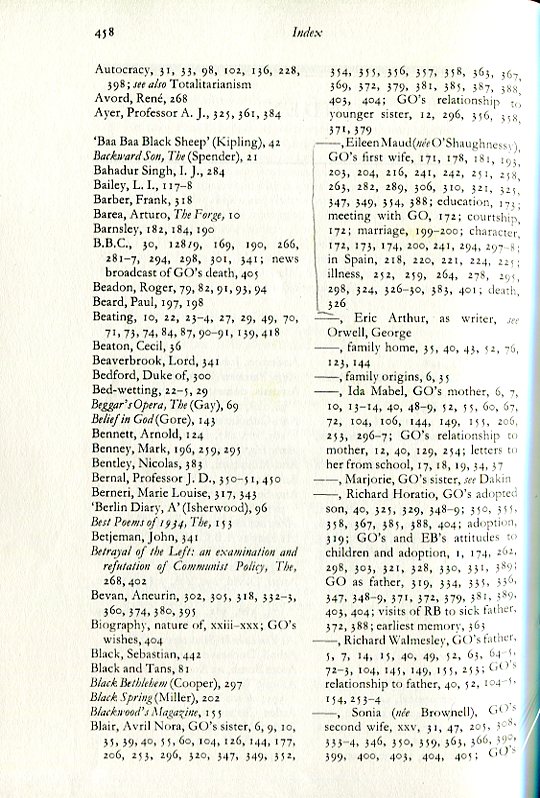 458
Index
Autocracy, 31, 33, 98, 102, 136, 228,
398; see also Totalitarianism
Avord, René, 268
Ayer, Professor A. J., 325, 361, 384
‘Baa Baa Black Sheep’ (Kipling), 42
Backward Son, The (Spender), 21
Bahadur Singh, I. J., 284
Bailey, L. I., 117–8
Barber, Frank, 318
Barea, Arturo, The Forge, 10
Barnsley, 182, 184, 190
B.B.C., 30, 128/9, 169, 190, 266,
281–7, 294, 298, 301, 341; news
broadcast of GO's death, 405
Beadon, Roger, 79, 82, 91, 93, 94
Beard, Paul, 197, 198
Beating, 10, 22, 23–4, 27, 29, 49, 70,
71, 73, 74, 84, 87, 90–91, 139, 418
Beaton, Cecil, 36
Beaverbrook, Lord, 341
Bedford, Duke of, 300
Bed-wetting, 22–5, 29
Beggar's Opera, The (Gay), 69
Belief in God (Gore), 143
Bennett, Arnold, 124
Benney, Mark, 196, 259, 295
Bentley, Nicolas, 383
Bernal, Professor J. D., 350–51, 450
Berneri, Marie Louise, 317, 343
‘Berlin Diary, A’ (Isherwood), 96
Best Poems of 1934, The, 153
Betjeman, John, 341
Betrayal of the Left: an examination and
refutation of Communist Policy, The,
268, 402
Bevan, Aneurin, 302, 305, 318, 332–3,
360, 374, 380, 395
Biography, nature of, xxiii–xxx; GO's
wishes, 404
Black, Sebastian, 442
Black and Tans, 81
Black Bethlehem (Cooper), 297
Black Spring (Miller), 202
Blackwood's Magazine, 155
Blair, Avril Nora, GO's sister, 6, 9, 10,
35, 39, 40, 55, 60, 104, 126, 144, 177,
206, 253, 296, 320, 347, 349, 352,
354, 355, 356, 357, 358, 363, 367,
369, 372, 379, 381, 385, 387, 388,
403, 404; GO's relationship to
younger sister, 12, 296, 356, 358,
371, 379
——, Eileen Maud (née O'Shaughnessy),
GO's first wife, 171, 178, 181, 193,
203, 204, 216, 241, 242, 251, 258,
263, 282, 289, 306, 310, 321, 325,
347, 349, 354, 388; education, 173;
meeting with GO, 172; courtship,
172; marriage, 199–200; character,
172, 173, 174, 200, 241, 294, 297–8;
in Spain, 218, 220, 221, 224, 225;
illness, 252, 259, 264, 278, 295,
298, 324, 326–30, 383, 401; death,
326
——, Eric Arthur, as writer, see
Orwell, George
——, family home, 35, 40, 43, 52, 76,
123, 144
——, family origins, 6, 35
——, Ida Mabel, GO's mother, 6, 7,
10, 13–14, 40, 48–9, 52, 55, 60, 67,
72, 104, 106, 144, 149, 155, 206,
253, 296–7; GO's relationship to
mother, 12, 40, 129, 254; letters to
her from school, 17, 18, 19, 34, 37
——, Marjorie, GO's sister, see Dakin
——, Richard Horatio, GO's adopted
son, 40, 325, 329, 348–9; 350, 355,
358, 367, 385, 388, 404; adoption,
319; GO's and EB's attitudes to
children and adoption, 1, 174, 262,
298, 303, 321, 328, 330, 331, 389;
GO as father, 319, 334, 335, 336,
347, 348–9, 371, 372, 379, 381, 389,
403, 404; visits of RB to sick father,
372, 388; earliest memory, 363
——, Richard Walmesley, GO's father,
5, 7, 14, 15, 40, 49, 52, 63, 64–5,
72–3, 104, 145, 149, 155, 253; GO's
relationship to father, 40, 52, 104–5,
154, 253–4
——, Sonia (née Brownell), GO's
second wife, xxv, 31, 47, 205, 308,
333–4, 346, 350, 359, 363, 366, 390,
399, 400, 403, 404, 405; GO's